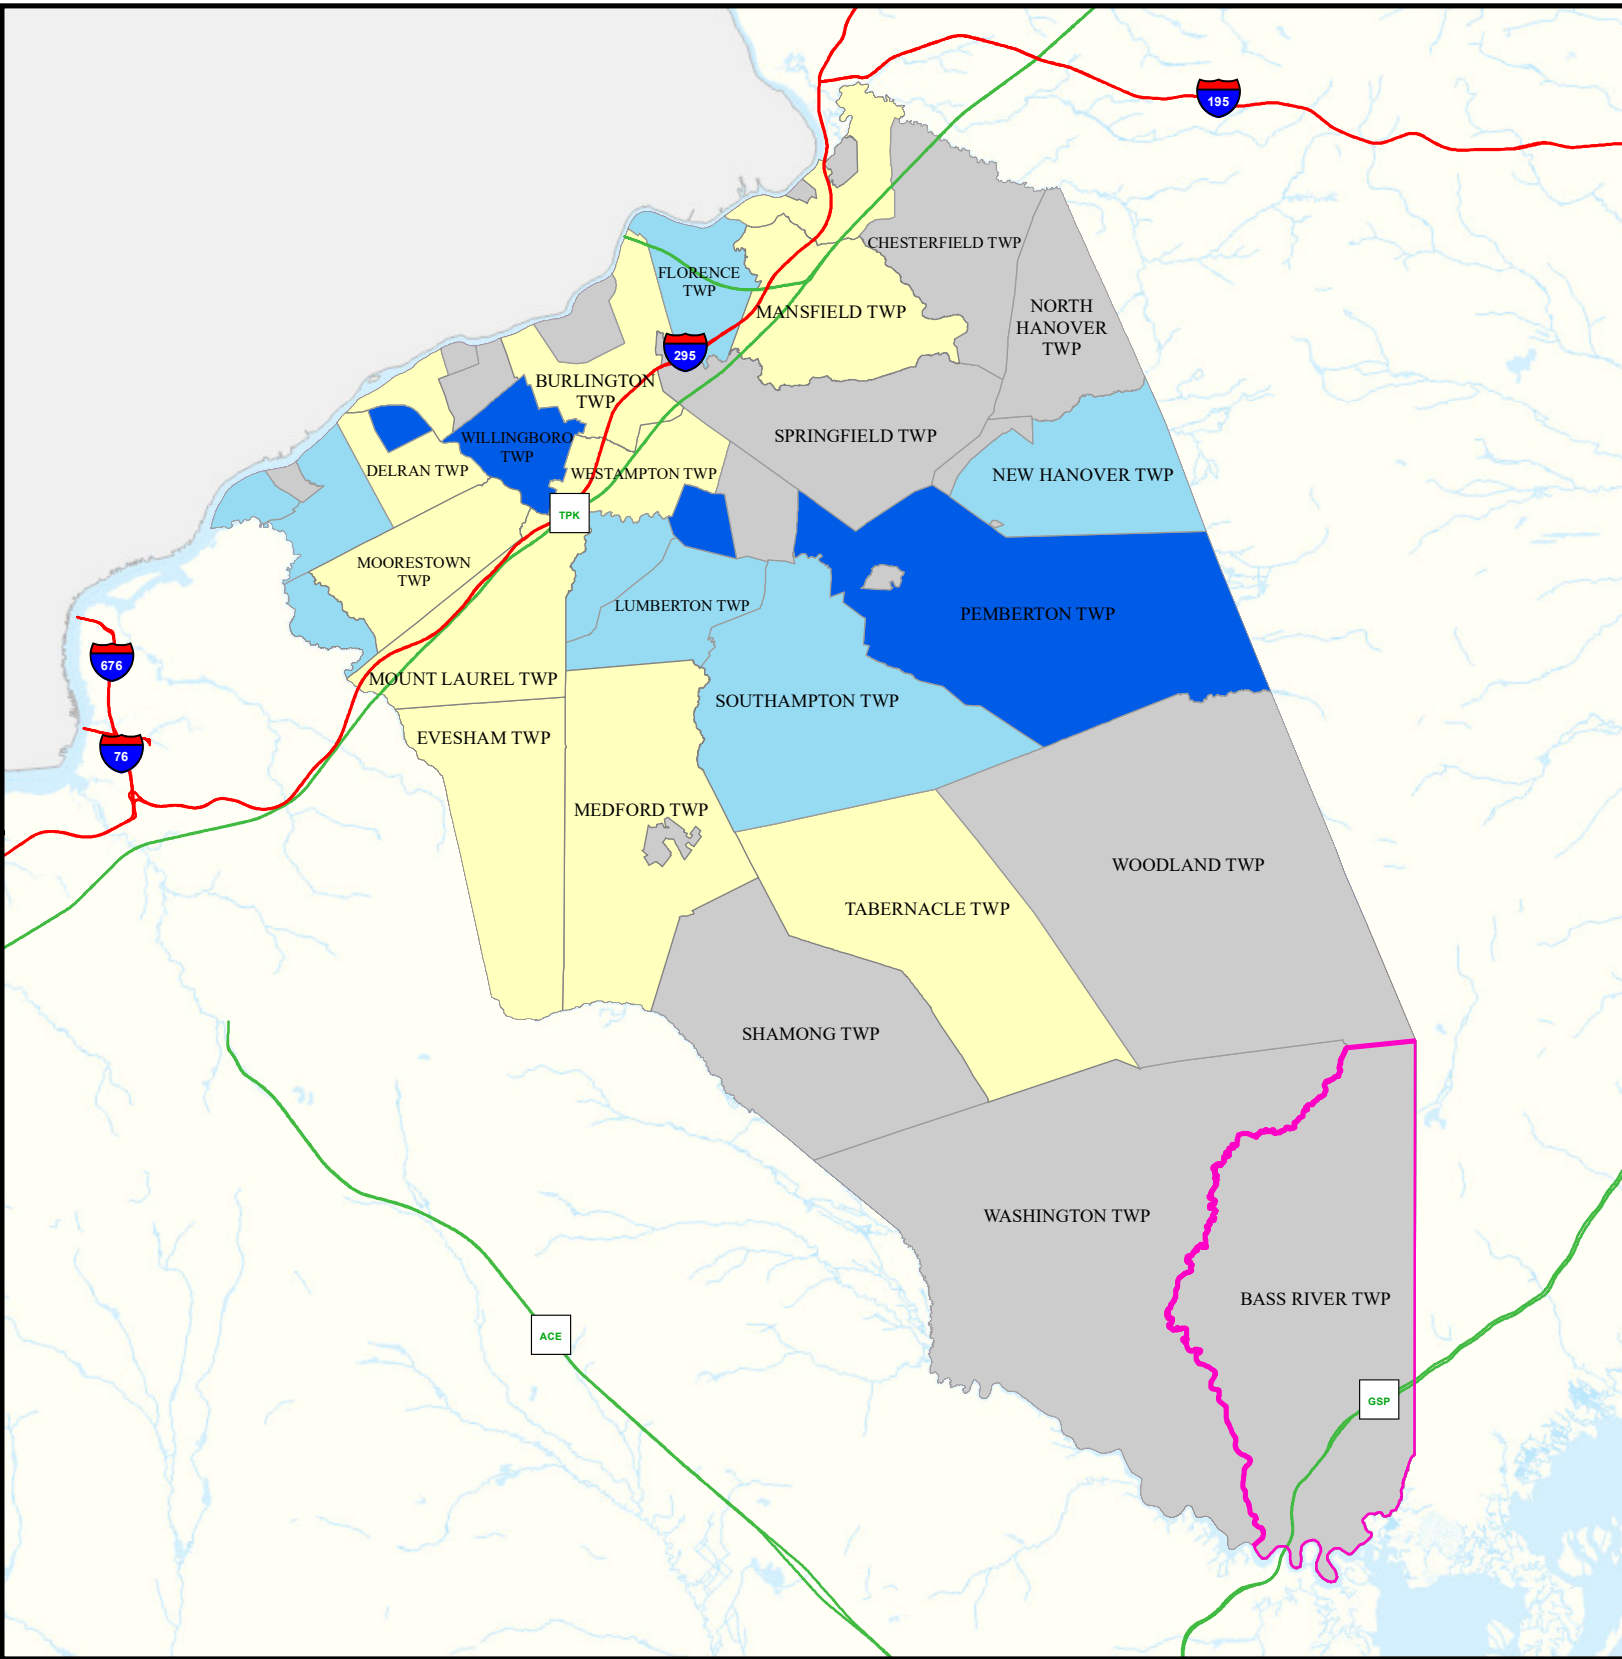 195
CHESTERFIELD TWP
FLORENCE
TWP
NORTH
HANOVER
TWP
MANSFIELD TWP
295
BURLINGTON
TWP
SPRINGFIELD TWP
WILLINGBORO
TWP
DELRAN TWP
WESTAMPTON TWP
NEW HANOVER TWP
TPK
MOORESTOWN
TWP
LUMBERTON TWP
PEMBERTON TWP
676
MOUNT LAUREL TWP
SOUTHAMPTON TWP
EVESHAM TWP
76
MEDFORD TWP
WOODLAND TWP
TABERNACLE TWP
SHAMONG TWP
WASHINGTON TWP
BASS RIVER TWP
ACE
GSP